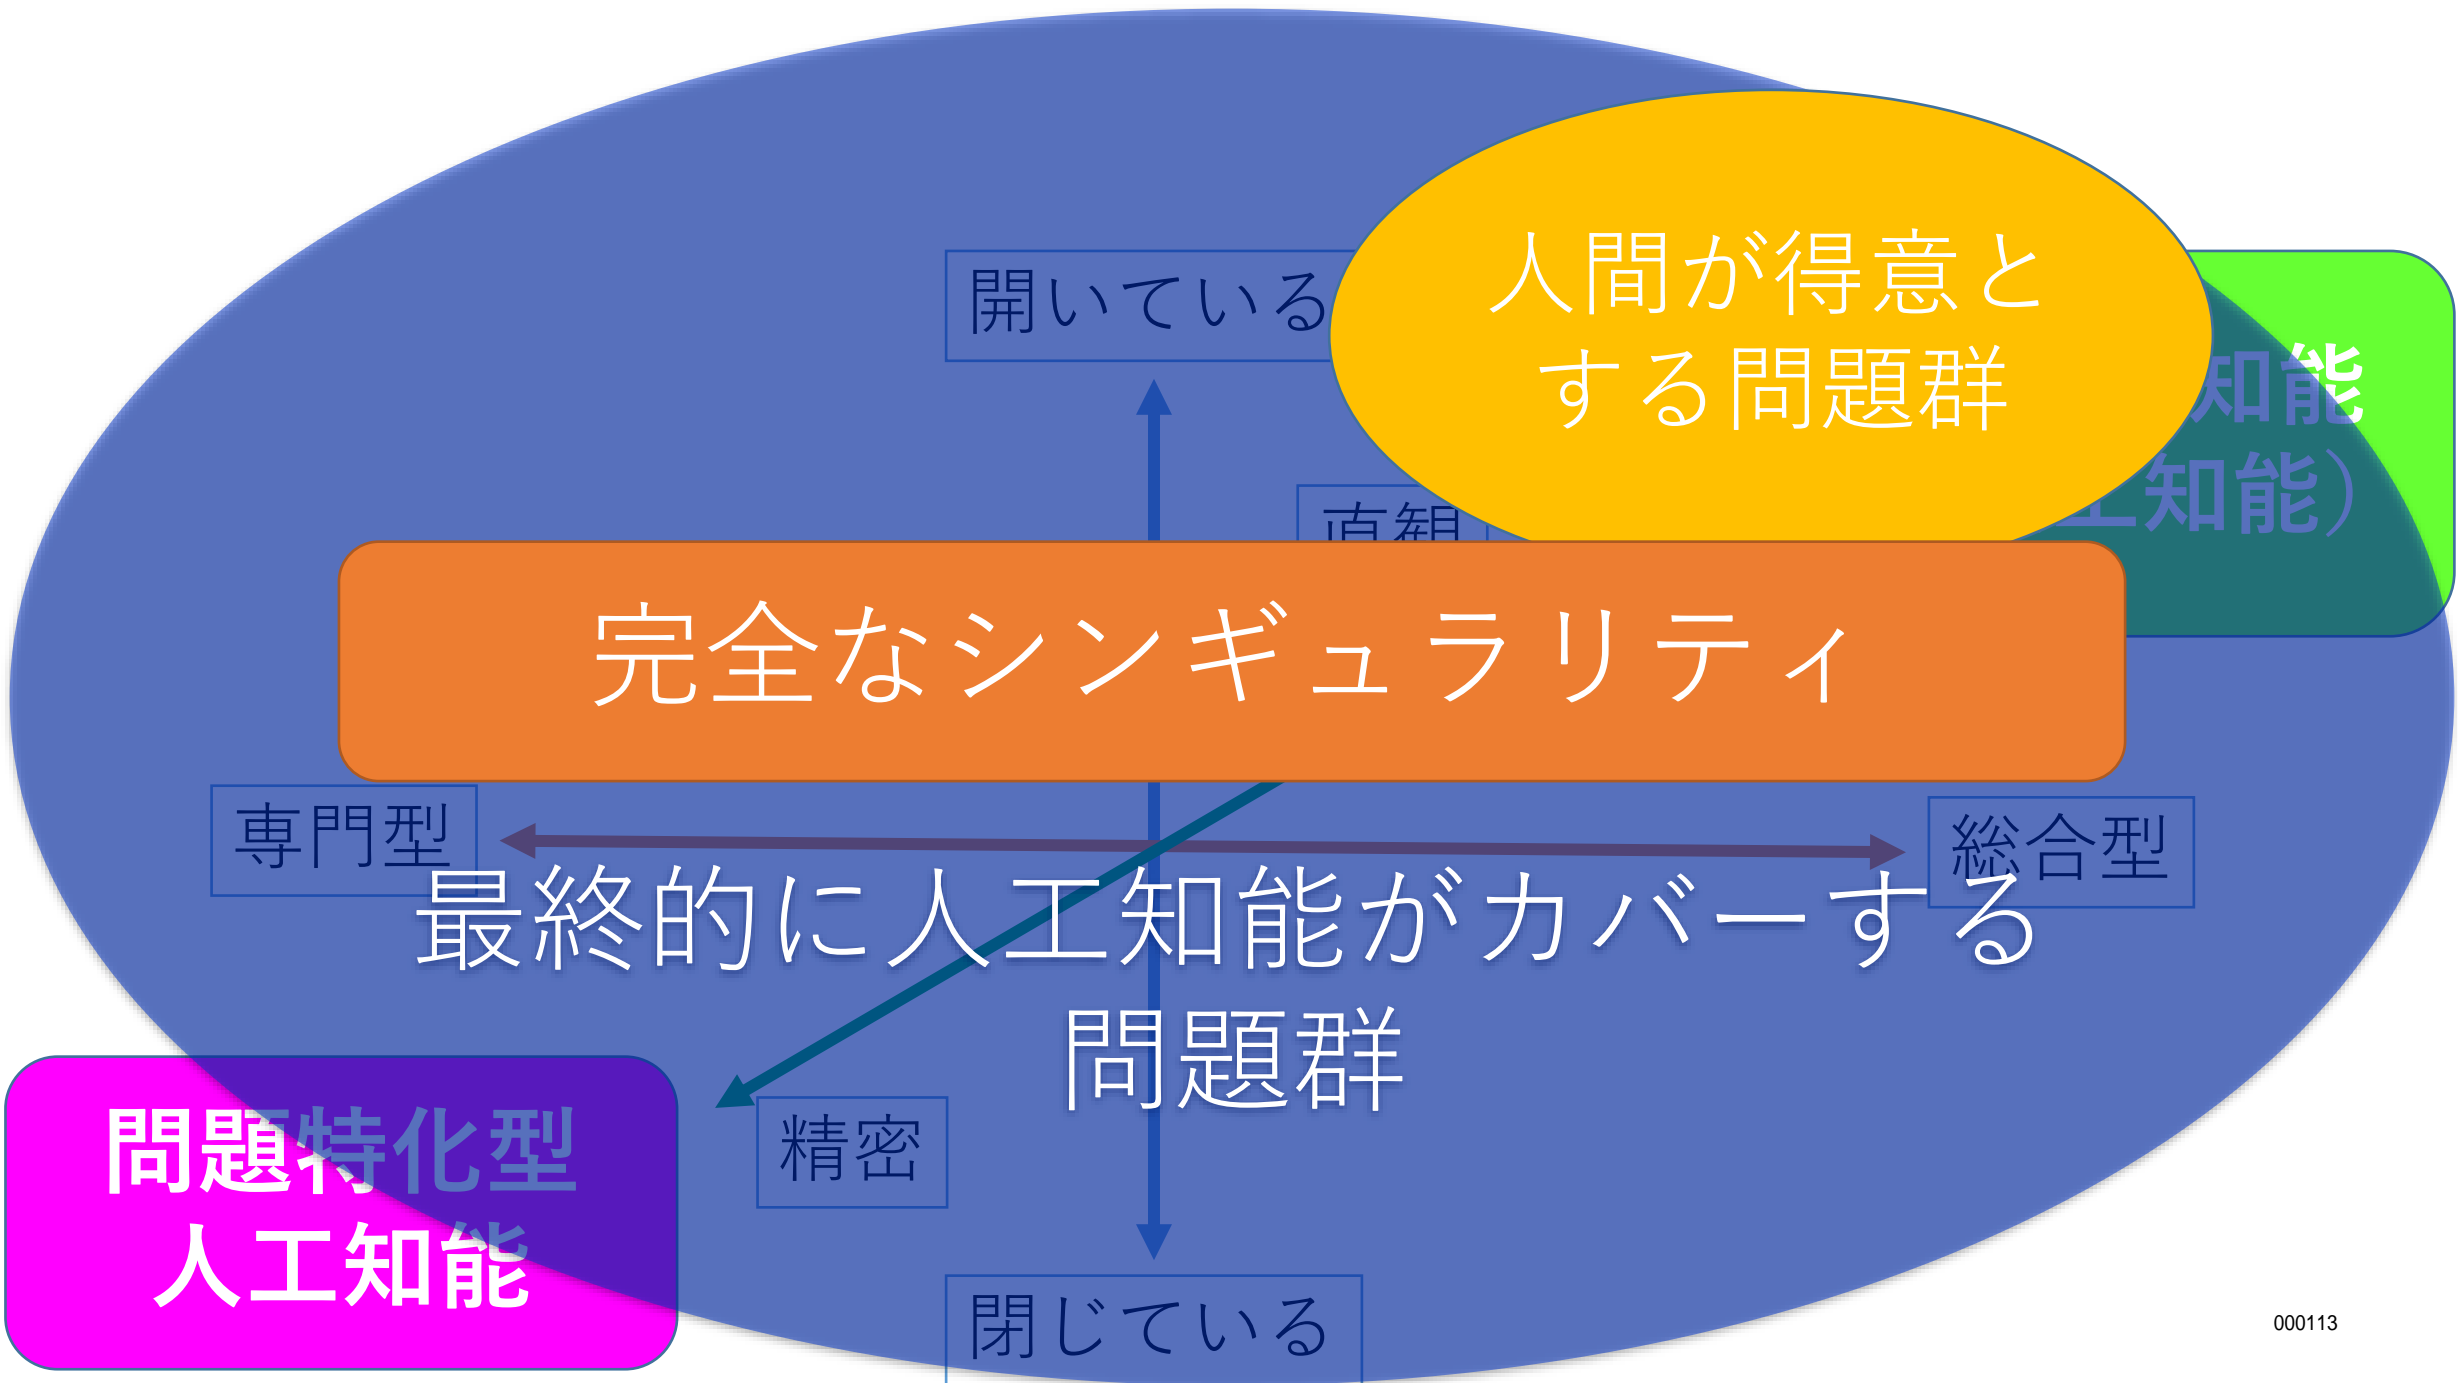 人間が得意と
する問題群
開いている
知能
工知能）
直観
完全なシンギュラリティ
専門型
総合型
最終的に人工知能がカバーする
問題群
問題特化型
人工知能
精密
閉じている
000113